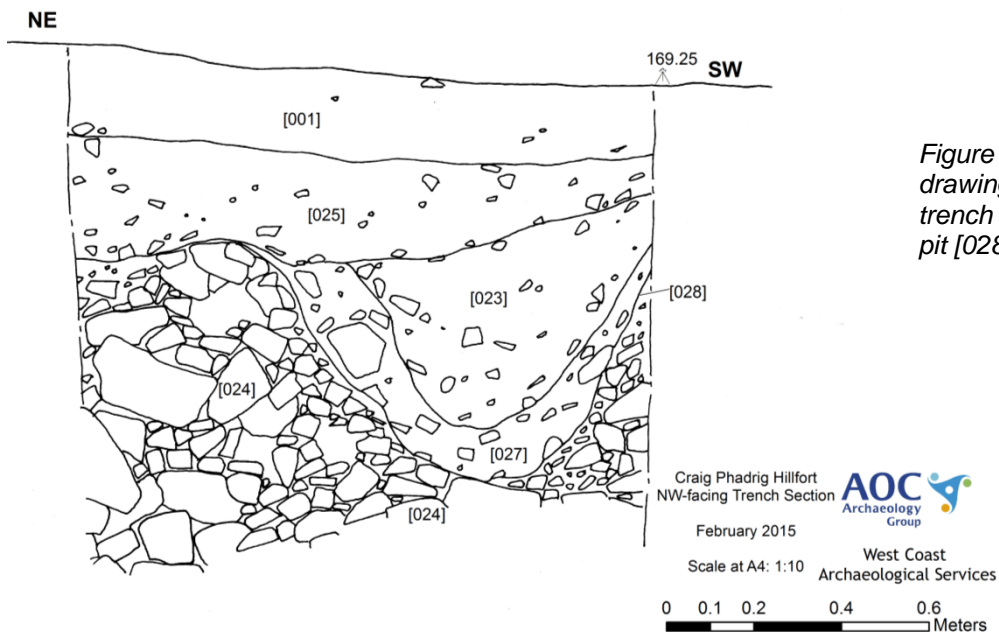 NE
169.25
SW
[001]
[025]
[023]
[028]
[024]
[027]
[024]
Figure
drawing
trench
pit [028
Craig Phadrig Hillfort
NW-facing Trench Section
February 2015
Scale at A4: 1:10
AOC
Archaeology
Group
West Coast
Archaeological Services
0 0.1 0.2 0.4 0.6
Meters